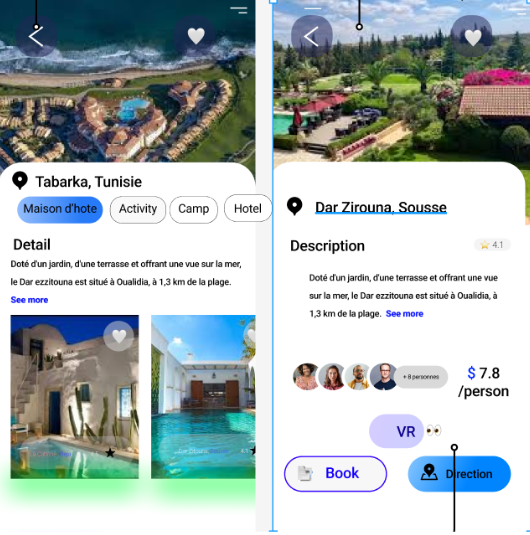 Tabarka, Tunisie
Maison d'hote
Activity
Camp
Hotel
Detail
Doté d'un jardin, d'une terrasse et offrant une vue sur la mer,
le Dar ezzitouna est situé à Oualidia, à 1,3 km de la plage.
See more
Dar Zirouna, Sousse
Description
4.1
Doté d'un jardin, d'une terrasse et offrant une vue
sur la mer, le Dar ezzitouna est situé à Oualidia, à
1,3 km de la plage. See more
+ 8 personnes
$ 7.8
/person
VR
Book
Direction